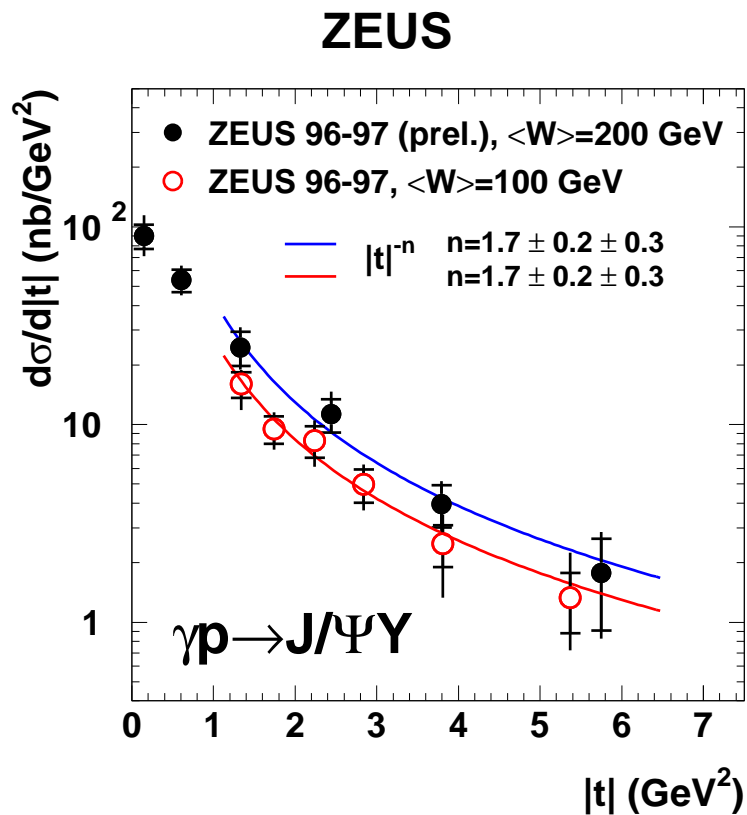 ZEUS
dσ/d|t| (nb/GeV²)
ZEUS 96-97 (prel.), <W>=200 GeV
ZEUS 96-97, <W>=100 GeV
|t|⁻ⁿ
n=1.7 ± 0.2 ± 0.3
n=1.7 ± 0.2 ± 0.3
10²
10
1
γp→J/ΨY
0 1 2 3 4 5 6 7
|t| (GeV²)